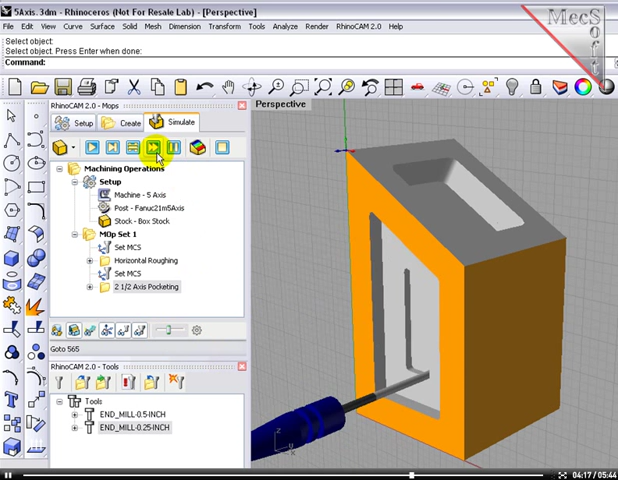 5Axis.3dm - Rhinoceros (Not For Resale Lab) - [Perspective]
File Edit View Curve Surface Solid Mesh Dimension Transform Tools Analyze Render RhinoCAM 2.0 Help
Select object:
Select object. Press Enter when done:
Command:
MecSoft
RhinoCAM 2.0 - Mops
Perspective
Setup Create Simulate
Machining Operations
Setup
Machine - 5 Axis
Post - Fanuc21m5Axis
Stock - Box Stock
MOp Set 1
Set MCS
Horizontal Roughing
Set MCS
2 1/2 Axis Pocketing
Goto 565
RhinoCAM 2.0 - Tools
Tools
END_MILL-0.5-INCH
END_MILL-0.25-INCH
z
x
04:17 / 05:44